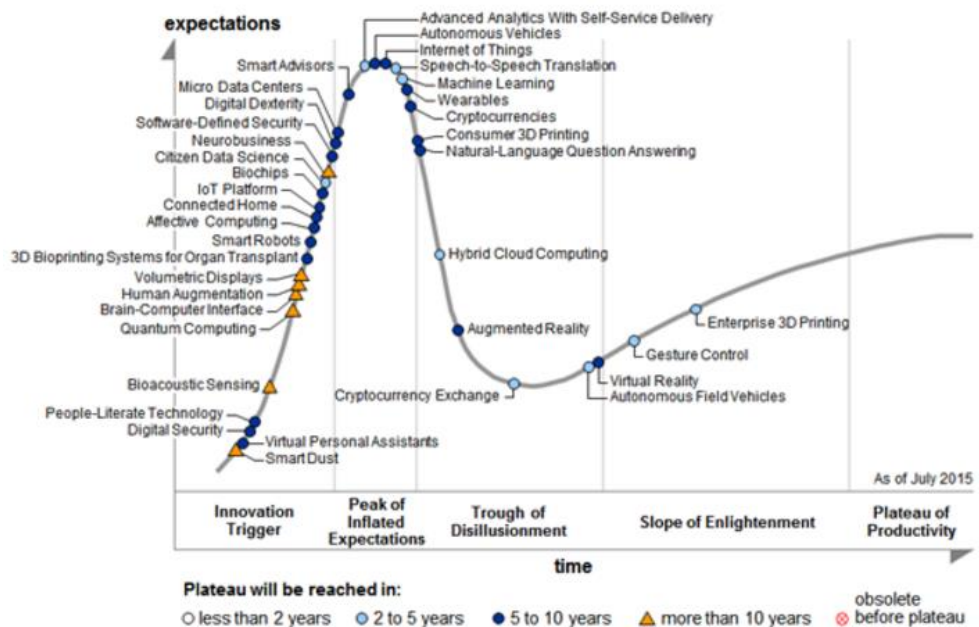 expectations
Advanced Analytics With Self-Service Delivery
Autonomous Vehicles
Internet of Things
Speech-to-Speech Translation
Machine Learning
Wearables
Cryptocurrencies
Consumer 3D Printing
Natural-Language Question Answering
Smart Advisors
Micro Data Centers
Digital Dexterity
Software-Defined Security
Neurobusiness
Citizen Data Science
Biochips
IoT Platform
Connected Home
Affective Computing
Smart Robots
3D Bioprinting Systems for Organ Transplant
Volumetric Displays
Human Augmentation
Brain-Computer Interface
Quantum Computing
Bioacoustic Sensing
People-Literate Technology
Digital Security
Virtual Personal Assistants
Smart Dust
Hybrid Cloud Computing
Augmented Reality
Cryptocurrency Exchange
Enterprise 3D Printing
Gesture Control
Virtual Reality
Autonomous Field Vehicles
As of July 2015
Innovation
Trigger
Peak of
Inflated
Expectations
Trough of
Disillusionment
Slope of Enlightenment
Plateau of
Productivity
time
Plateau will be reached in:
less than 2 years
2 to 5 years
5 to 10 years
more than 10 years
obsolete
before plateau